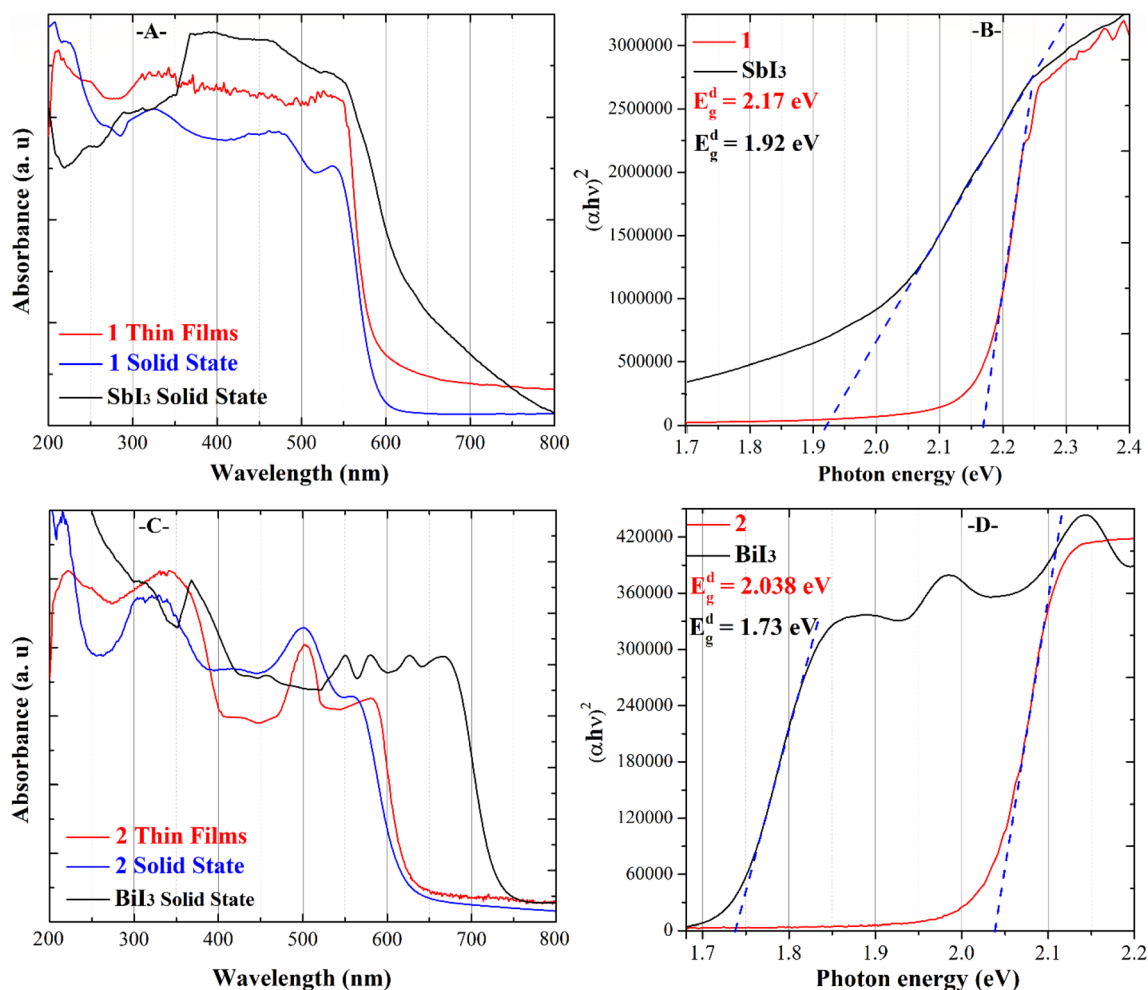 -A-
Absorbance (a. u)
1 Thin Films
1 Solid State
SbI₃ Solid State
200 300 400 500 600 700 800
Wavelength (nm)
-B-
1
SbI₃
E_g^d = 2.17 eV
E_g^d = 1.92 eV
(αhν)²
3000000
2500000
2000000
1500000
1000000
500000
0
1.7 1.8 1.9 2.0 2.1 2.2 2.3 2.4
Photon energy (eV)
-C-
Absorbance (a. u)
2 Thin Films
2 Solid State
BiI₃ Solid State
200 300 400 500 600 700 800
Wavelength (nm)
-D-
2
BiI₃
E_g^d = 2.038 eV
E_g^d = 1.73 eV
(αhν)²
420000
360000
300000
240000
180000
120000
60000
0
1.7 1.8 1.9 2.0 2.1 2.2
Photon energy (eV)